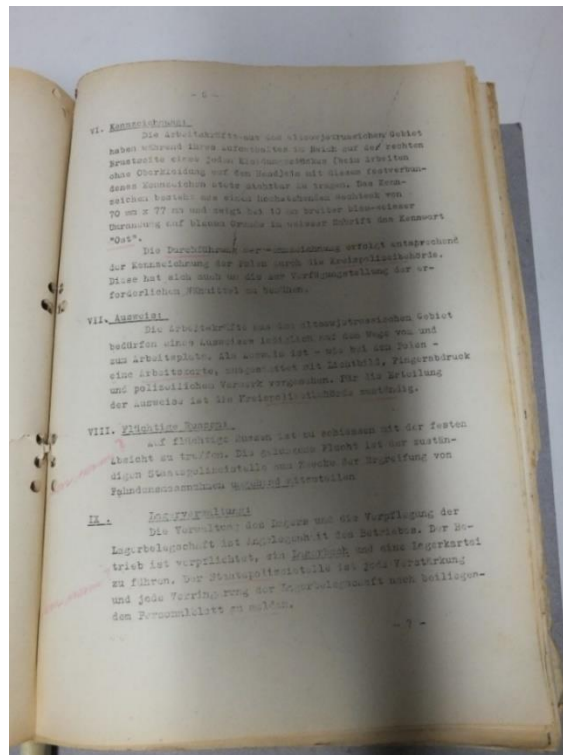 - 6 -
VI. Kennzeichnung:
Die Arbeitskräfte aus dem altsowjetrussischen Gebiet
haben während ihres Aufenthaltes im Reich auf der rechten
Brustseite eines jeden Kleidungsstückes (beim Arbeiten
ohne Oberkleidung auf dem Hemd) ein mit diesem festverbun-
denes Kennzeichen stets sichtbar zu tragen. Das Kenn-
zeichen besteht aus einem hochstehenden Rechteck von
70 mm x 77 mm und zeigt bei 10 mm breiter blau-weisser
Umrandung auf blauem Grunde in weisser Schrift das Kennwort
"Ost".
Die Durchführung der Kennzeichnung erfolgt entsprechend
der Kennzeichnung der Polen durch die Kreispolizeibehörde.
Diese hat sich auch um die zur Verfügungstellung der er-
forderlichen Nähmittel zu bemühen.
VII. Ausweis:
Die Arbeitskräfte aus dem altsowjetrussischen Gebiet
bedürfen eines Ausweises lediglich auf dem Wege von und
zum Arbeitsplatz. Als Ausweis ist - wie bei den Polen -
eine Arbeitskarte, ausgestattet mit Lichtbild, Fingerabdruck
und polizeilichem Vermerk vorgesehen. Für die Erteilung
der Ausweise ist die Kreispolizeibehörde zuständig.
VIII. Flüchtige Russen:
Auf flüchtige Russen ist zu schiessen mit der festen
Absicht zu treffen. Die gelungene Flucht ist der zustän-
digen Staatspolizeistelle zum Zwecke der Ergreifung von
Fahndungsmassnahmen umgehend mitzuteilen
IX. Lagerverwaltung:
Die Verwaltung des Lagers und die Verpflegung der
Lagerbelegschaft ist Angelegenheit des Betriebes. Der Be-
trieb ist verpflichtet, ein Lagerbuch und eine Lagerkartei
zu führen. Der Staatspolizeistelle ist jede Verstärkung
und jede Verringerung der Lagerbelegschaft nach beiliegen-
dem Personalblatt zu melden.
- 7 -